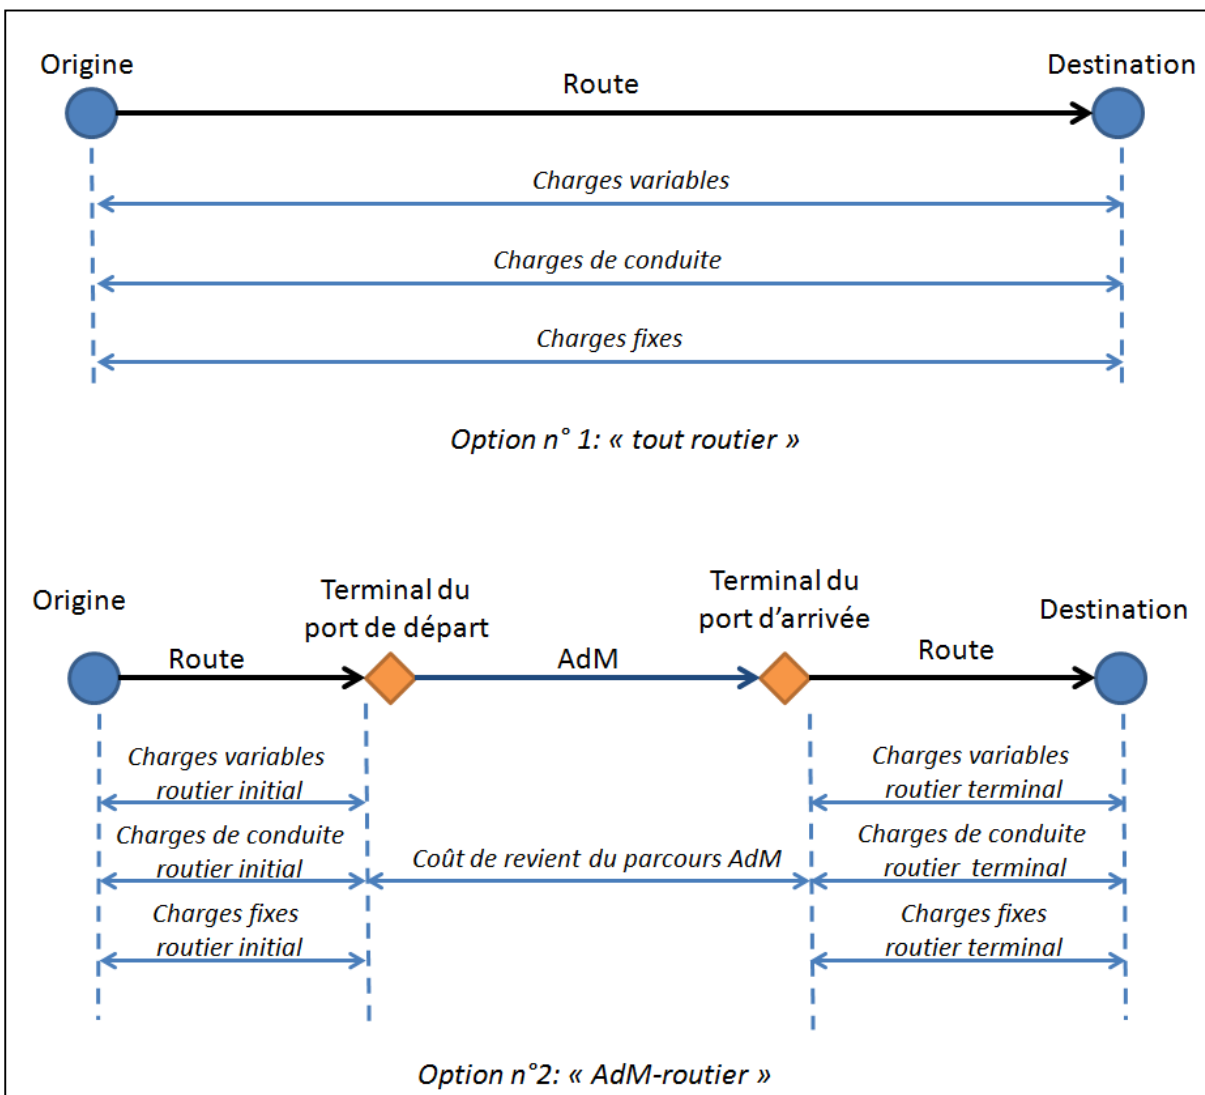 Origine
Destination
Route
Charges variables
Charges de conduite
Charges fixes
Option n° 1: « tout routier »
Origine
Terminal du
port de départ
Terminal du
port d’arrivée
Destination
Route
AdM
Route
Charges variables
routier initial
Charges variables
routier terminal
Charges de conduite
routier initial
Coût de revient du parcours AdM
Charges de conduite
routier terminal
Charges fixes
routier initial
Charges fixes
routier terminal
Option n°2: « AdM-routier »